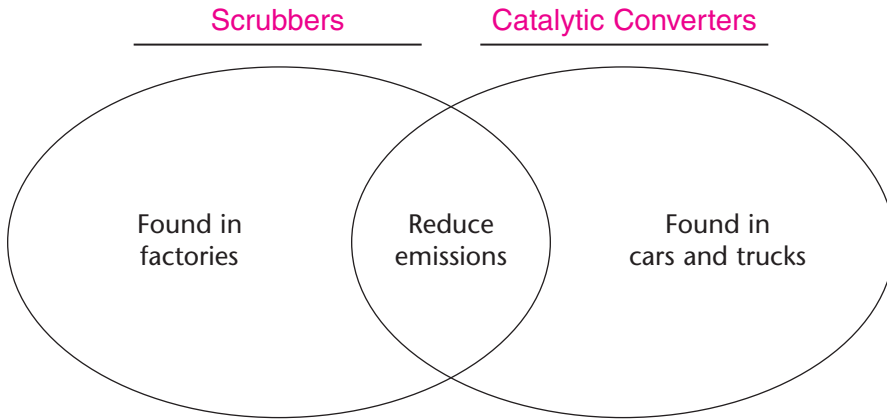 Scrubbers
Catalytic Converters
Found in
factories
Reduce
emissions
Found in
cars and trucks